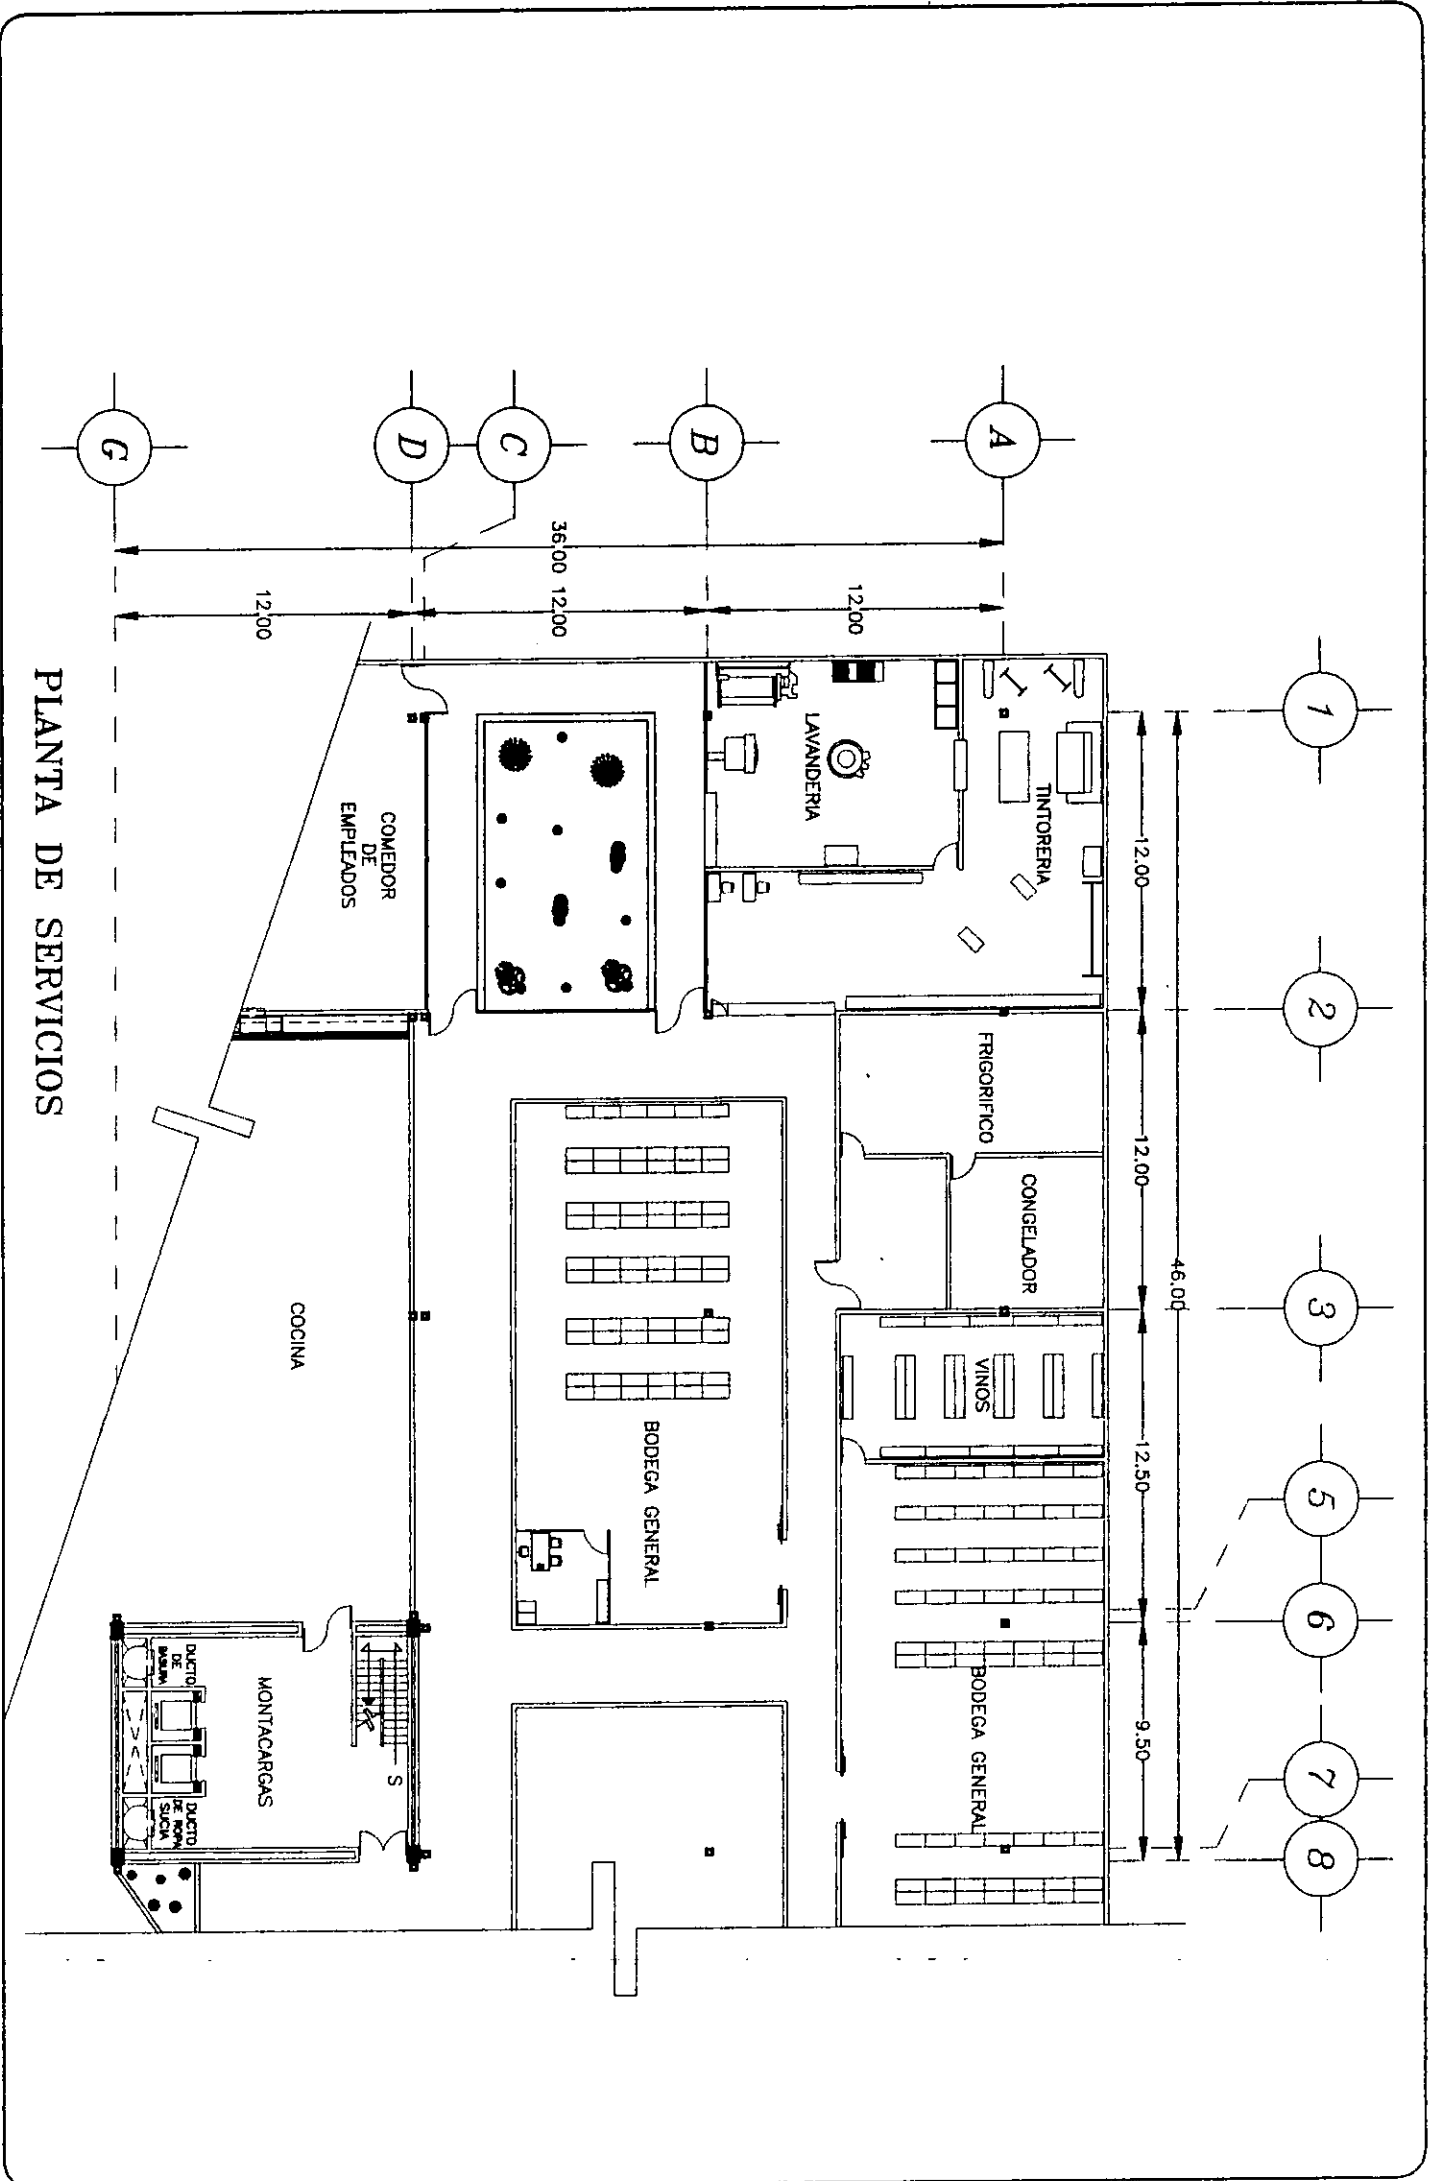 1
2
3
5
6
7
8
46.00
12.00
12.00
12.50
9.50
A
B
C
D
G
36.00
12.00
12.00
12.00
TINTORERIA
LAVANDERIA
FRIGORIFICO
CONGELADOR
VINOS
BODEGA GENERAL
BODEGA GENERAL
COMEDOR
DE
EMPLEADOS
COCINA
S
MONTACARGAS
DUCTO
DE
BASURA
DUCTO
DE ROPA
SUCIA
PLANTA DE SERVICIOS